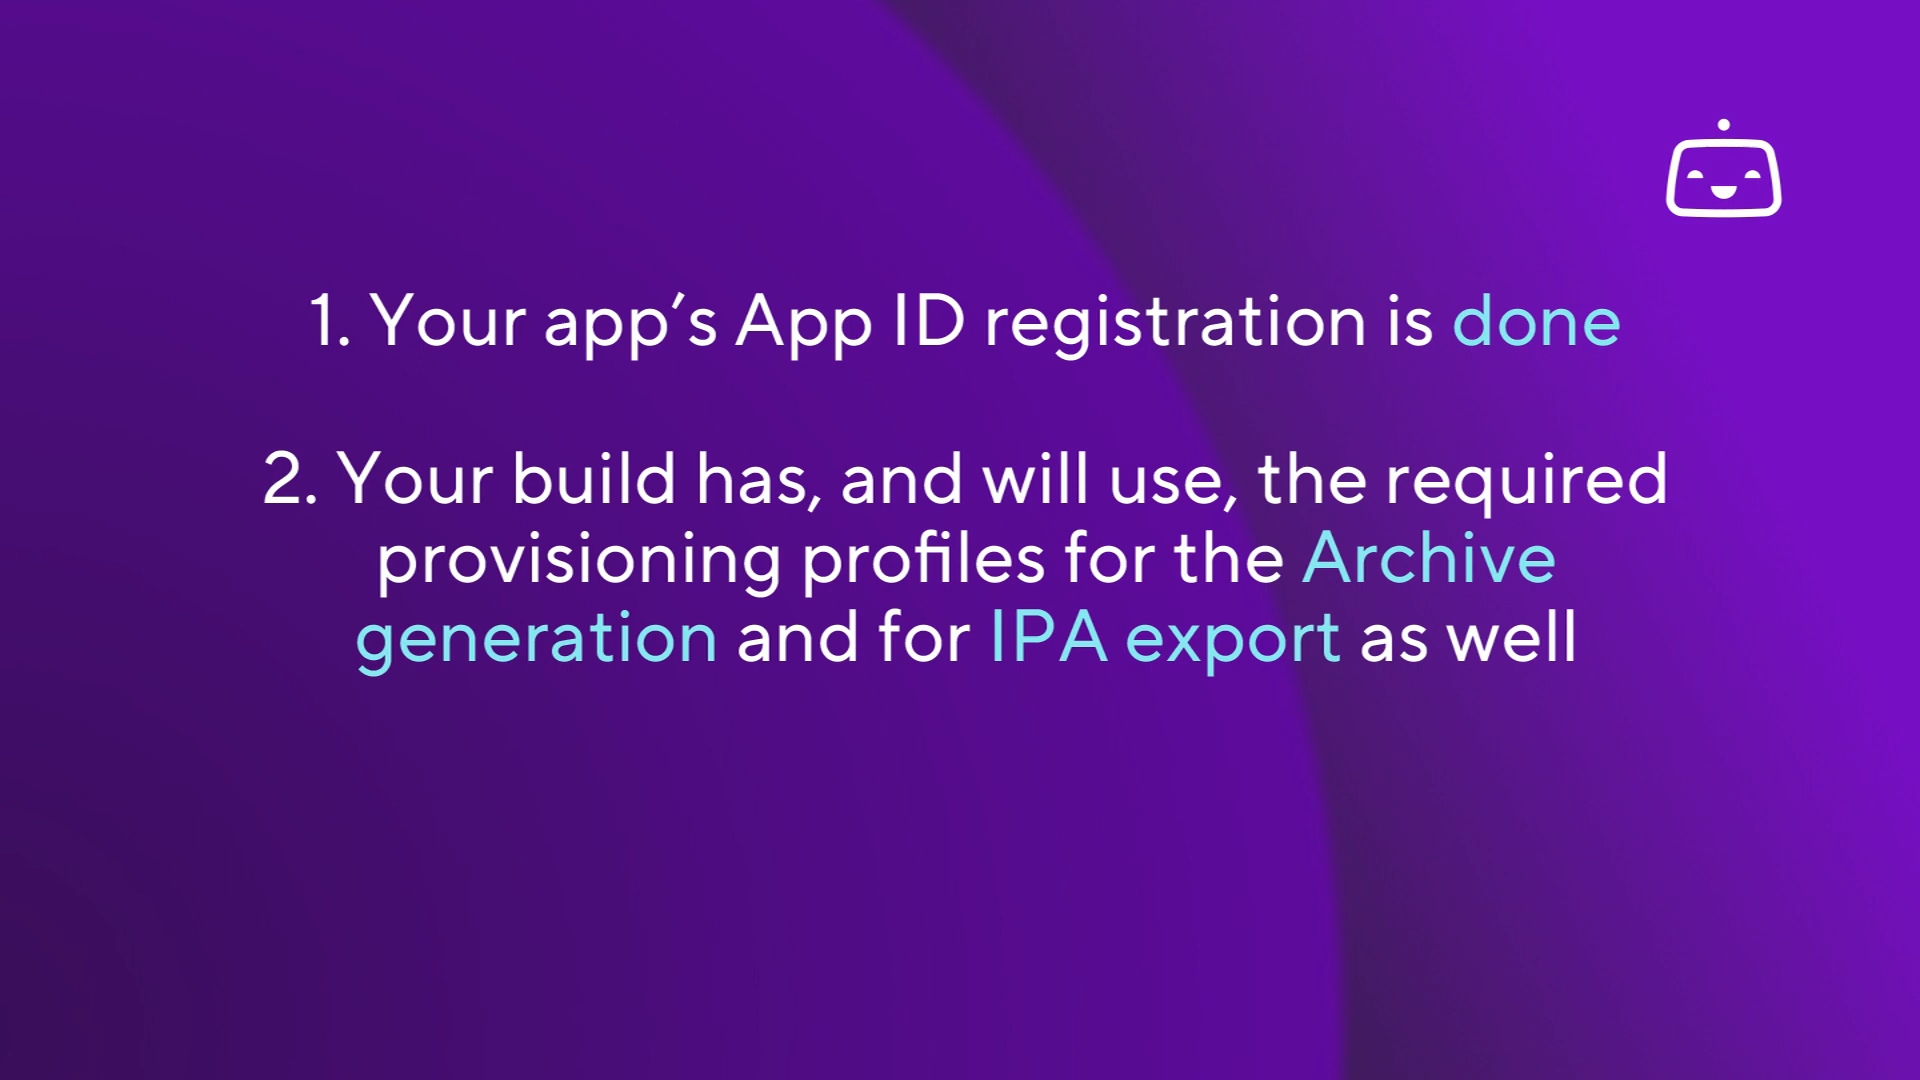 1. Your app’s App ID registration is done
2. Your build has, and will use, the required
provisioning profiles for the Archive
generation and for IPA export as well